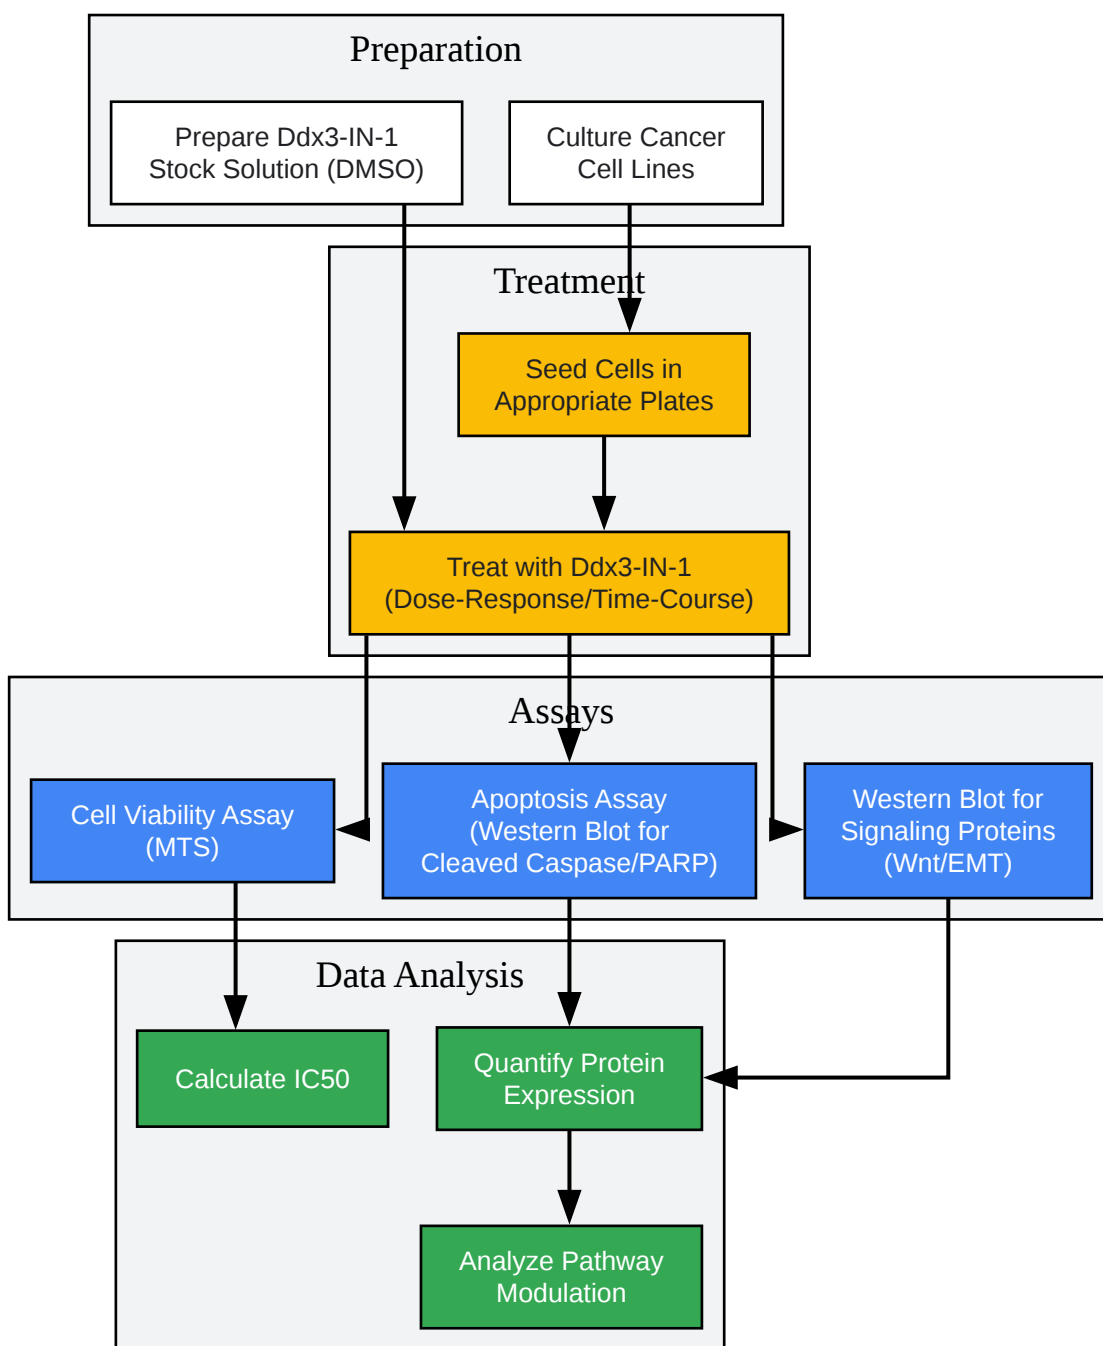 Preparation
Prepare Ddx3-IN-1
Stock Solution (DMSO)
Culture Cancer
Cell Lines
Treatment
Seed Cells in
Appropriate Plates
Treat with Ddx3-IN-1
(Dose-Response/Time-Course)
Assays
Cell Viability Assay
(MTS)
Apoptosis Assay
(Western Blot for
Cleaved Caspase/PARP)
Western Blot for
Signaling Proteins
(Wnt/EMT)
Data Analysis
Calculate IC50
Quantify Protein
Expression
Analyze Pathway
Modulation